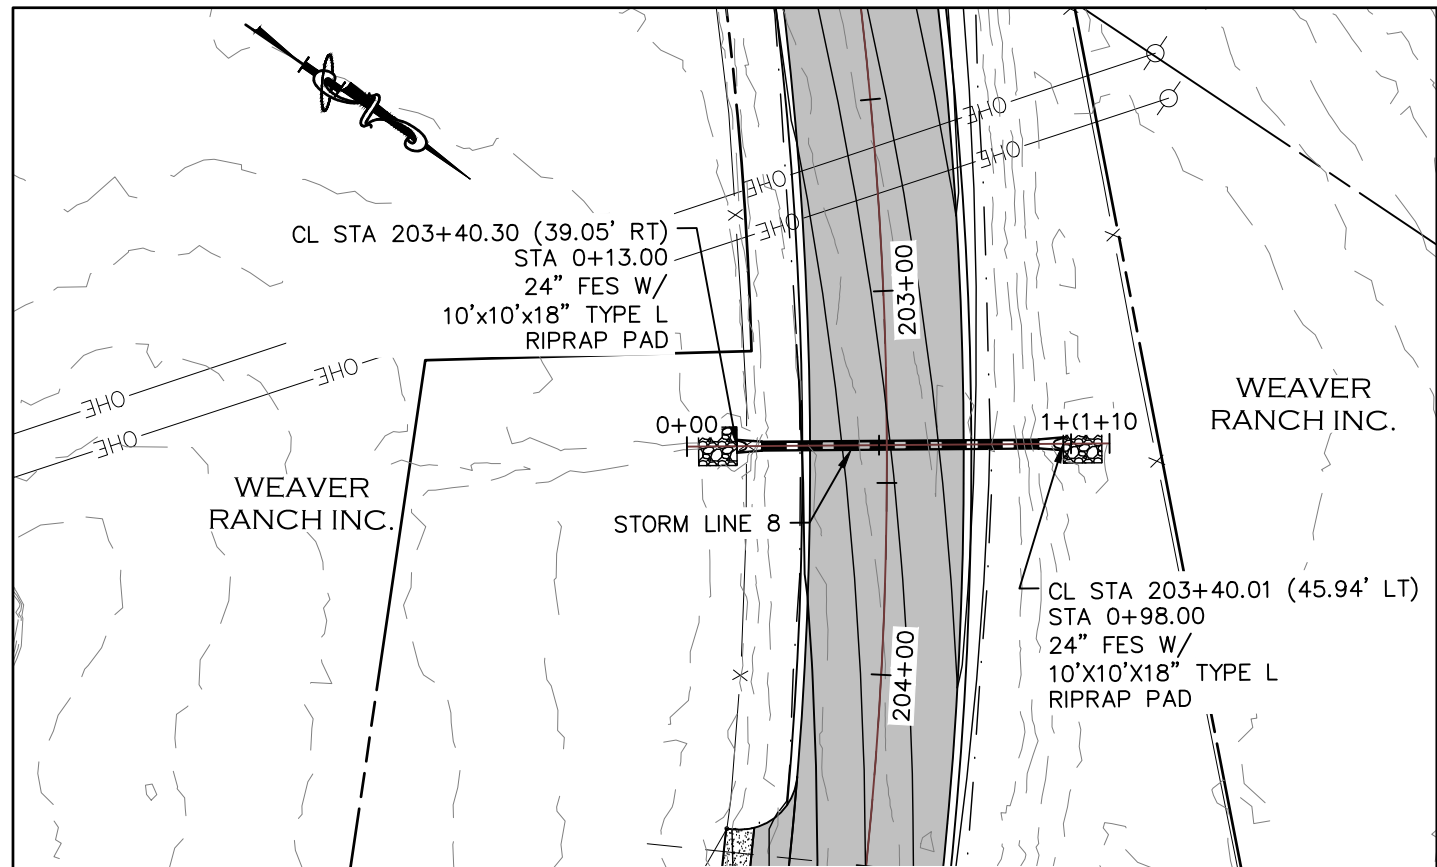 OHE
OHE
OHE
OHE
CL STA 203+40.30 (39.05' RT)
STA 0+13.00
24” FES W/
10'x10'x18” TYPE L
RIPRAP PAD
203+00
OHE
OHE
OHE
WEAVER
RANCH INC.
0+00
1+(1+10
WEAVER
RANCH INC.
STORM LINE 8
CL STA 203+40.01 (45.94' LT)
STA 0+98.00
24” FES W/
10'X10'X18” TYPE L
RIPRAP PAD
204+00